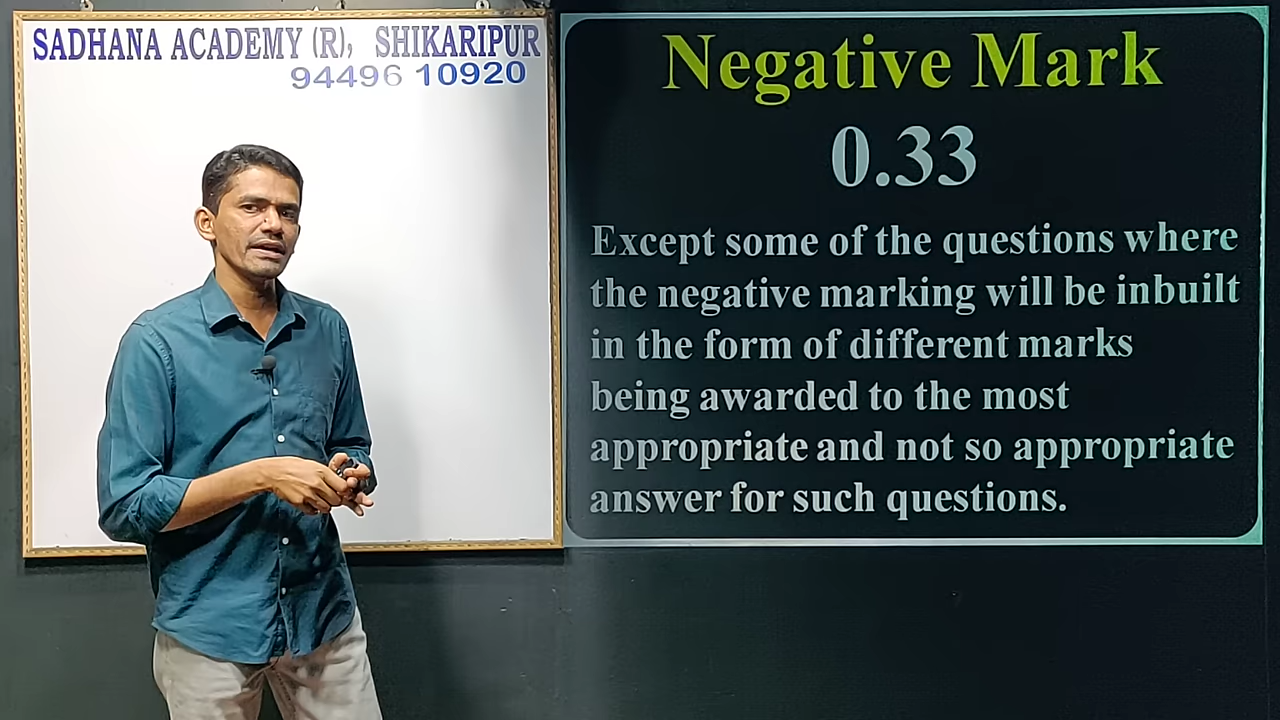 SADHANA ACADEMY (R), SHIKARIPUR
94496 10920
Negative Mark
0.33
Except some of the questions where
the negative marking will be inbuilt
in the form of different marks
being awarded to the most
appropriate and not so appropriate
answer for such questions.